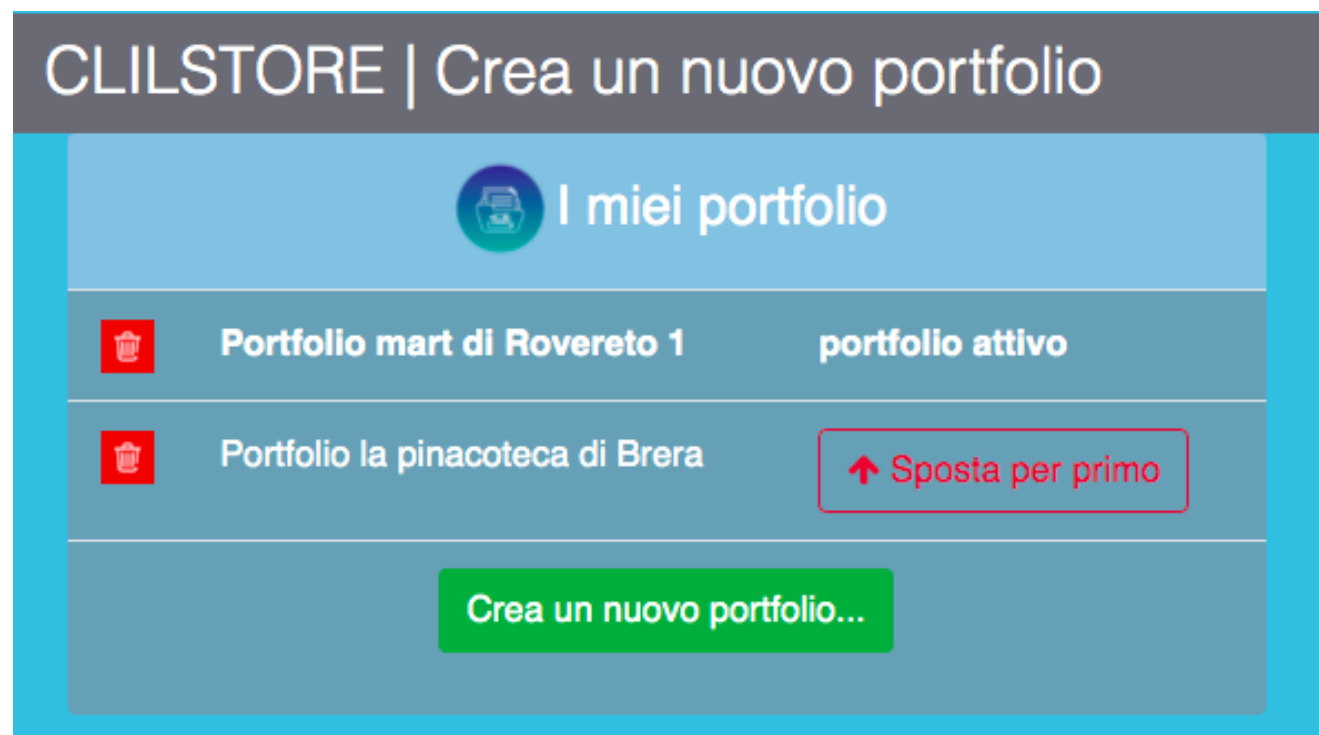 CLILSTORE | Crea un nuovo portfolio
I miei portfolio
Portfolio mart di Rovereto 1 portfolio attivo
Portfolio la pinacoteca di Brera Sposta per primo
Crea un nuovo portfolio...